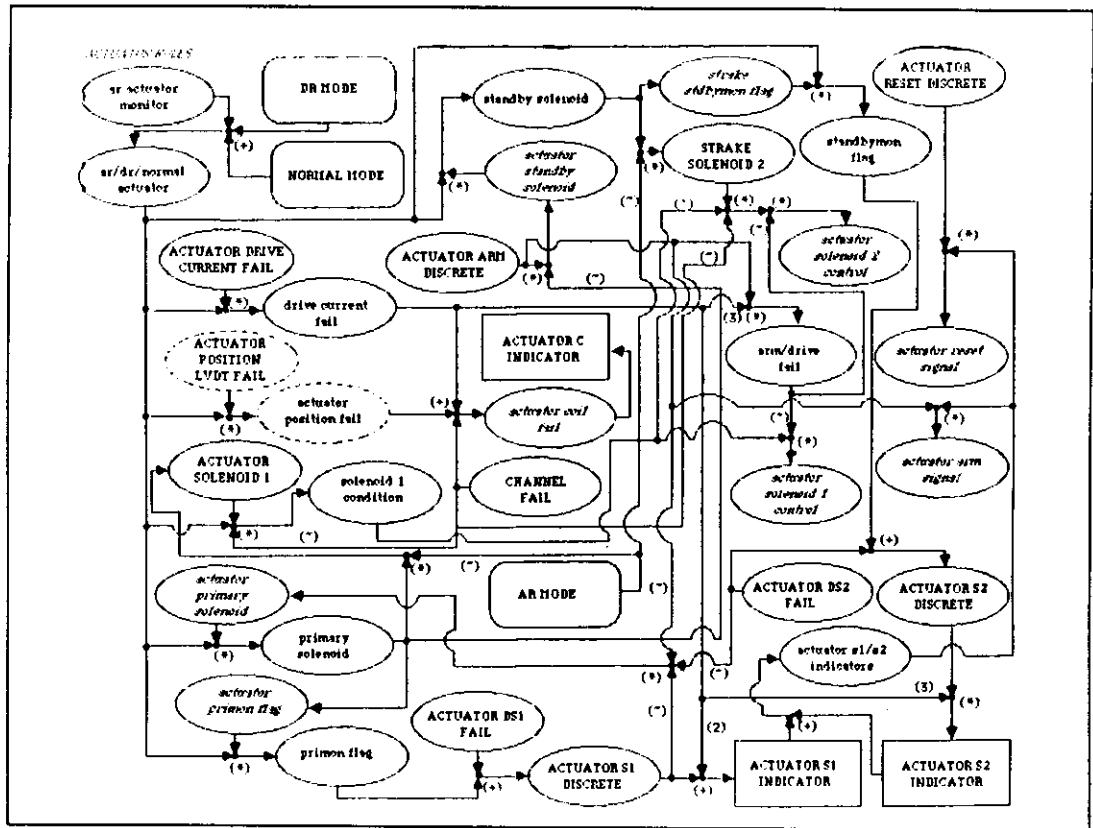 ACTUATOR RULES
ar actuator
monitor
DR MODE
ar/dr/normal
actuator
NORMAL MODE
(+)
standby solenoid
strake
stdbymon flag
(*)
ACTUATOR
RESET DISCRETE
STRAKE
SOLENOID 2
(*)
standbymon
flag
actuator
standby
solenoid
(*)
(~)
(~)
(*)
(*)
(~)
(~)
actuator
solenoid 2
control
(*)
ACTUATOR DRIVE
CURRENT FAIL
ACTUATOR ARM
DISCRETE
(*)
(~)
(*)
drive current
fail
(3)
(*)
ACTUATOR
POSITION
LVDT FAIL
ACTUATOR C
INDICATOR
arm/drive
fail
actuator reset
signal
actuator
position fail
(*)
(+)
actuator coil
fail
(~)
(*)
(*)
ACTUATOR
SOLENOID 1
solenoid 1
condition
CHANNEL
FAIL
actuator
solenoid 1
control
actuator arm
signal
(*)
(~)
(*)
(~)
(+)
actuator
primary
solenoid
AR MODE
(~)
ACTUATOR DS2
FAIL
ACTUATOR S2
DISCRETE
(*)
primary
solenoid
(*)
(~)
actuator s1/s2
indicators
actuator
primon flag
(*)
primon flag
ACTUATOR DS1
FAIL
(~)
(2)
(3)
(*)
(+)
ACTUATOR S1
DISCRETE
(+)
(+)
ACTUATOR S1
INDICATOR
ACTUATOR S2
INDICATOR